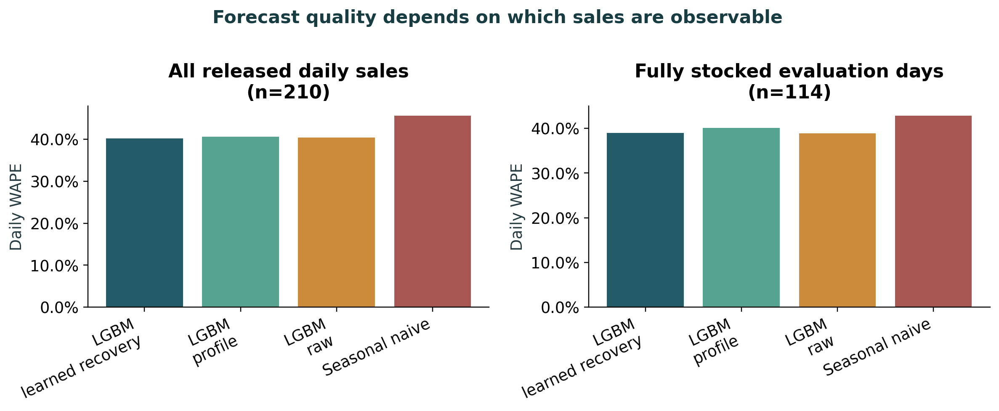 Forecast quality depends on which sales are observable
All released daily sales
(n=210)
Daily WAPE
40.0%
30.0%
20.0%
10.0%
0.0%
LGBM
learned recovery
LGBM
profile
LGBM
raw
Seasonal naive
Fully stocked evaluation days
(n=114)
Daily WAPE
40.0%
30.0%
20.0%
10.0%
0.0%
LGBM
learned recovery
LGBM
profile
LGBM
raw
Seasonal naive